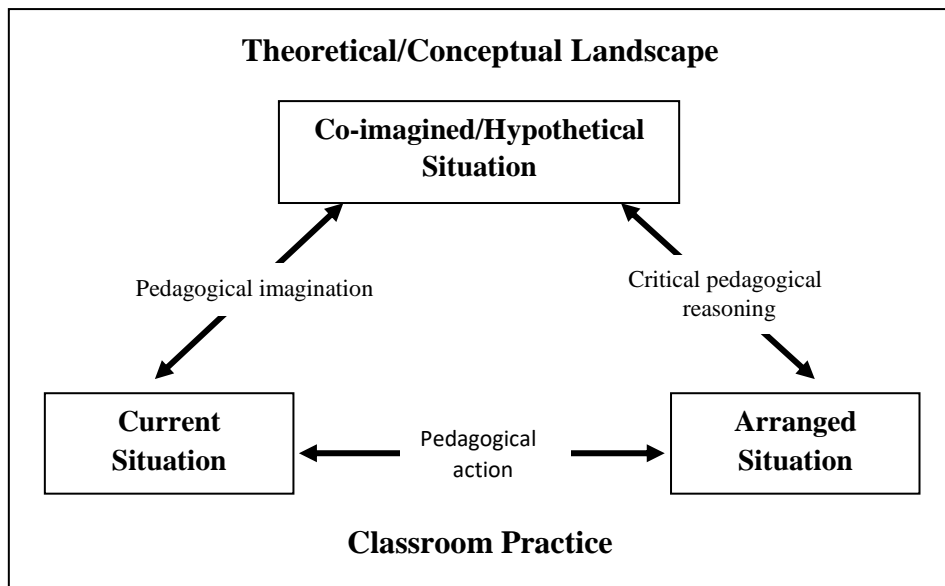 Theoretical/Conceptual Landscape
Co-imagined/Hypothetical
Situation
Pedagogical imagination
Critical pedagogical
reasoning
Current
Situation
Pedagogical
action
Arranged
Situation
Classroom Practice